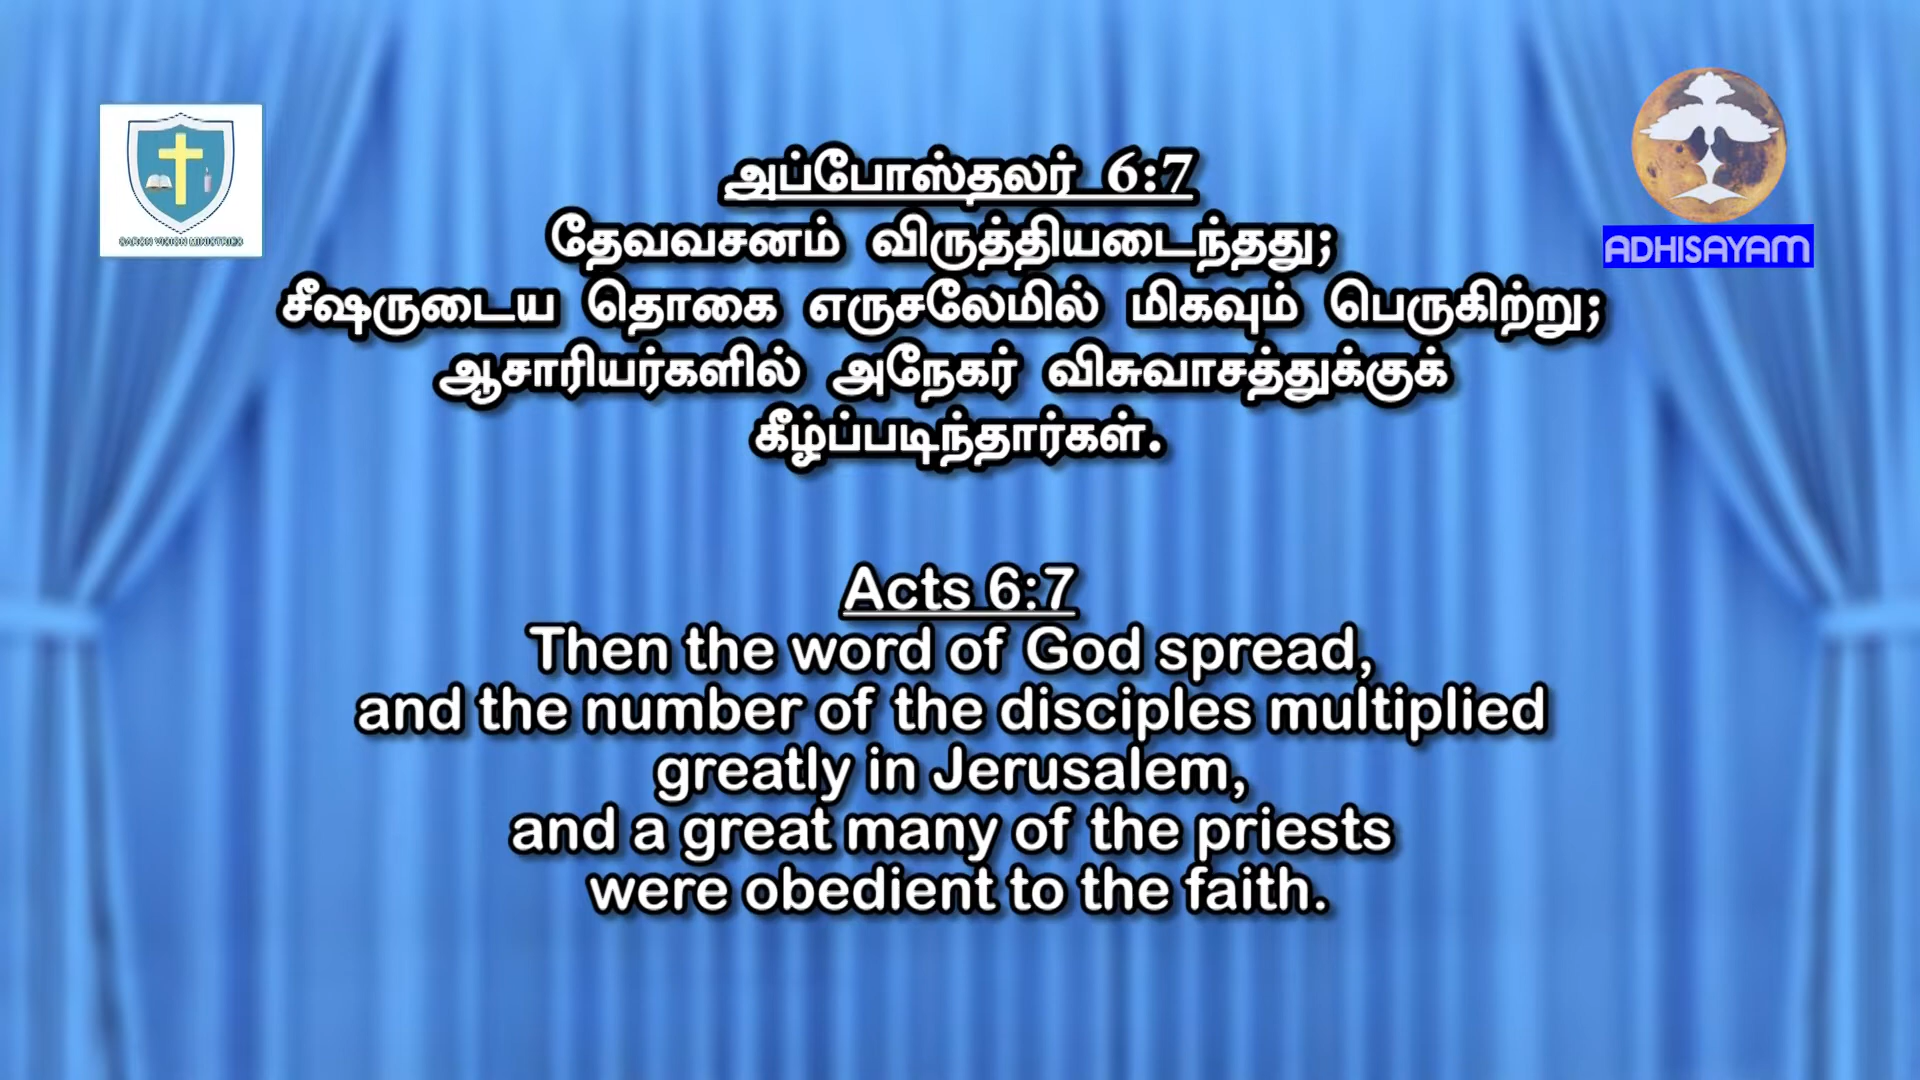 அப்போஸ்தலர் 6:7
தேவவசனம் விருத்தியடைந்தது;
சீஷருடைய தொகை எருசலேமில் மிகவும் பெருகிற்று;
ஆசாரியர்களில் அநேகர் விசுவாசத்துக்குக்
கீழ்ப்படிந்தார்கள்.
ADHISAYAM
Acts 6:7
Then the word of God spread,
and the number of the disciples multiplied
greatly in Jerusalem,
and a great many of the priests
were obedient to the faith.